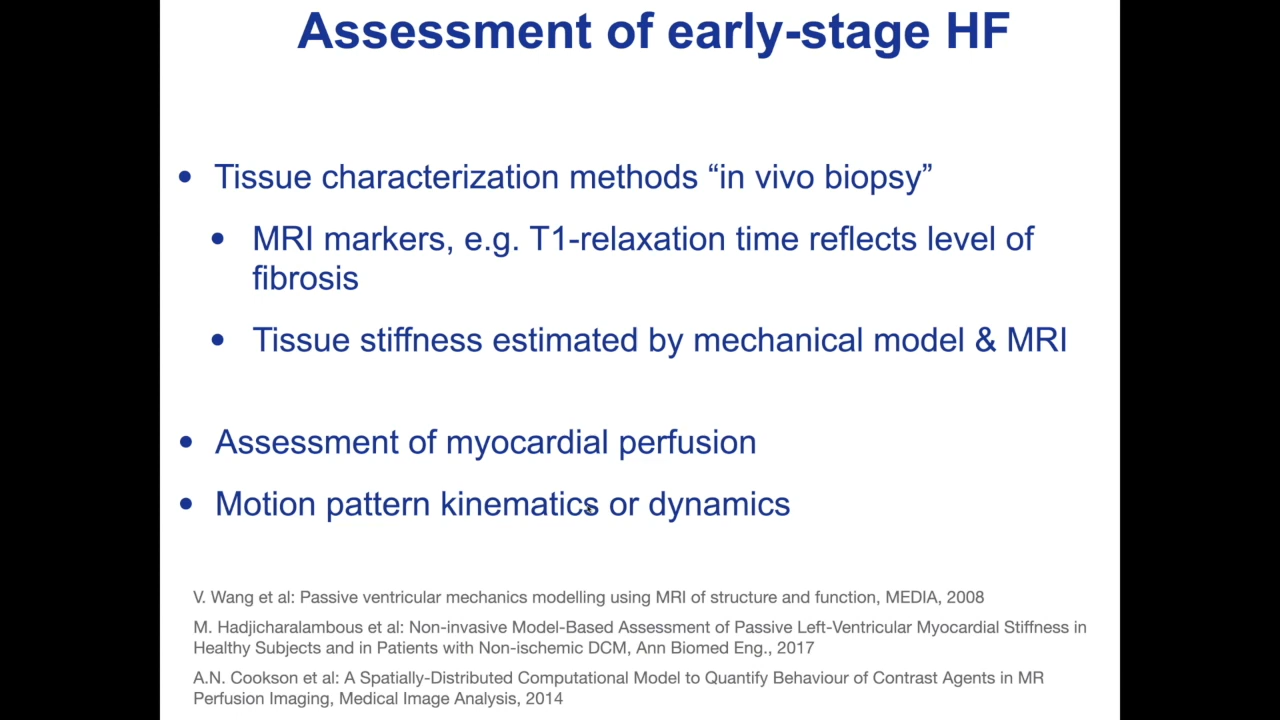 Assessment of early-stage HF
• Tissue characterization methods “in vivo biopsy”
• MRI markers, e.g. T1-relaxation time reflects level of
fibrosis
• Tissue stiffness estimated by mechanical model & MRI
• Assessment of myocardial perfusion
• Motion pattern kinematics or dynamics
V. Wang et al: Passive ventricular mechanics modelling using MRI of structure and function, MEDIA, 2008
M. Hadjicharalambous et al: Non-invasive Model-Based Assessment of Passive Left-Ventricular Myocardial Stiffness in
Healthy Subjects and in Patients with Non-ischemic DCM, Ann Biomed Eng., 2017
A.N. Cookson et al: A Spatially-Distributed Computational Model to Quantify Behaviour of Contrast Agents in MR
Perfusion Imaging, Medical Image Analysis, 2014